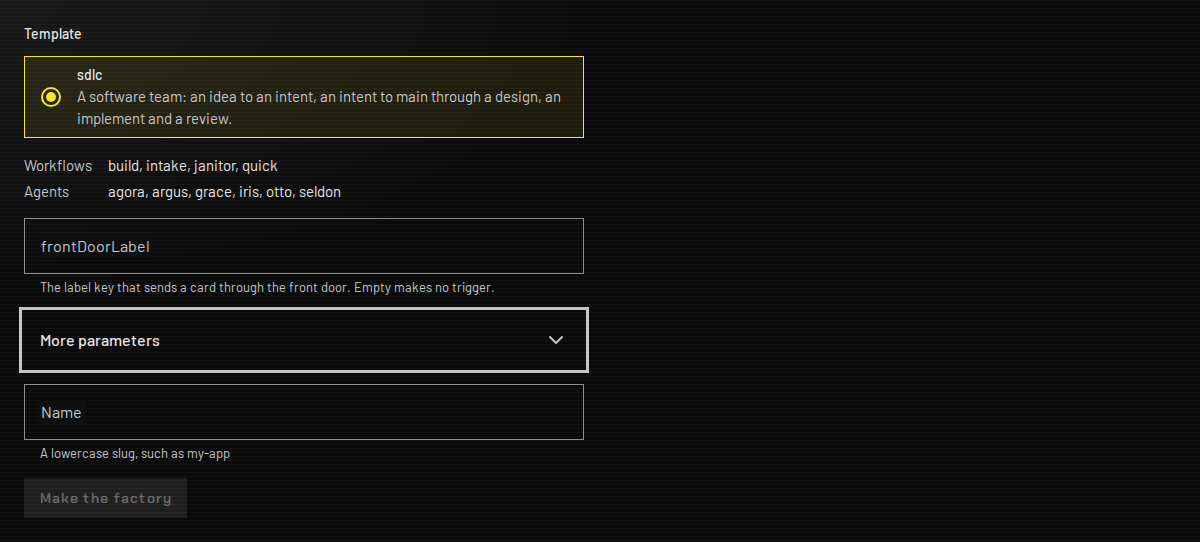 Template
sdlc
A software team: an idea to an intent, an intent to main through a design, an
implement and a review.
Workflows build, intake, janitor, quick
Agents agora, argus, grace, iris, otto, seldon
frontDoorLabel
The label key that sends a card through the front door. Empty makes no trigger.
More parameters
Name
A lowercase slug, such as my-app
Make the factory